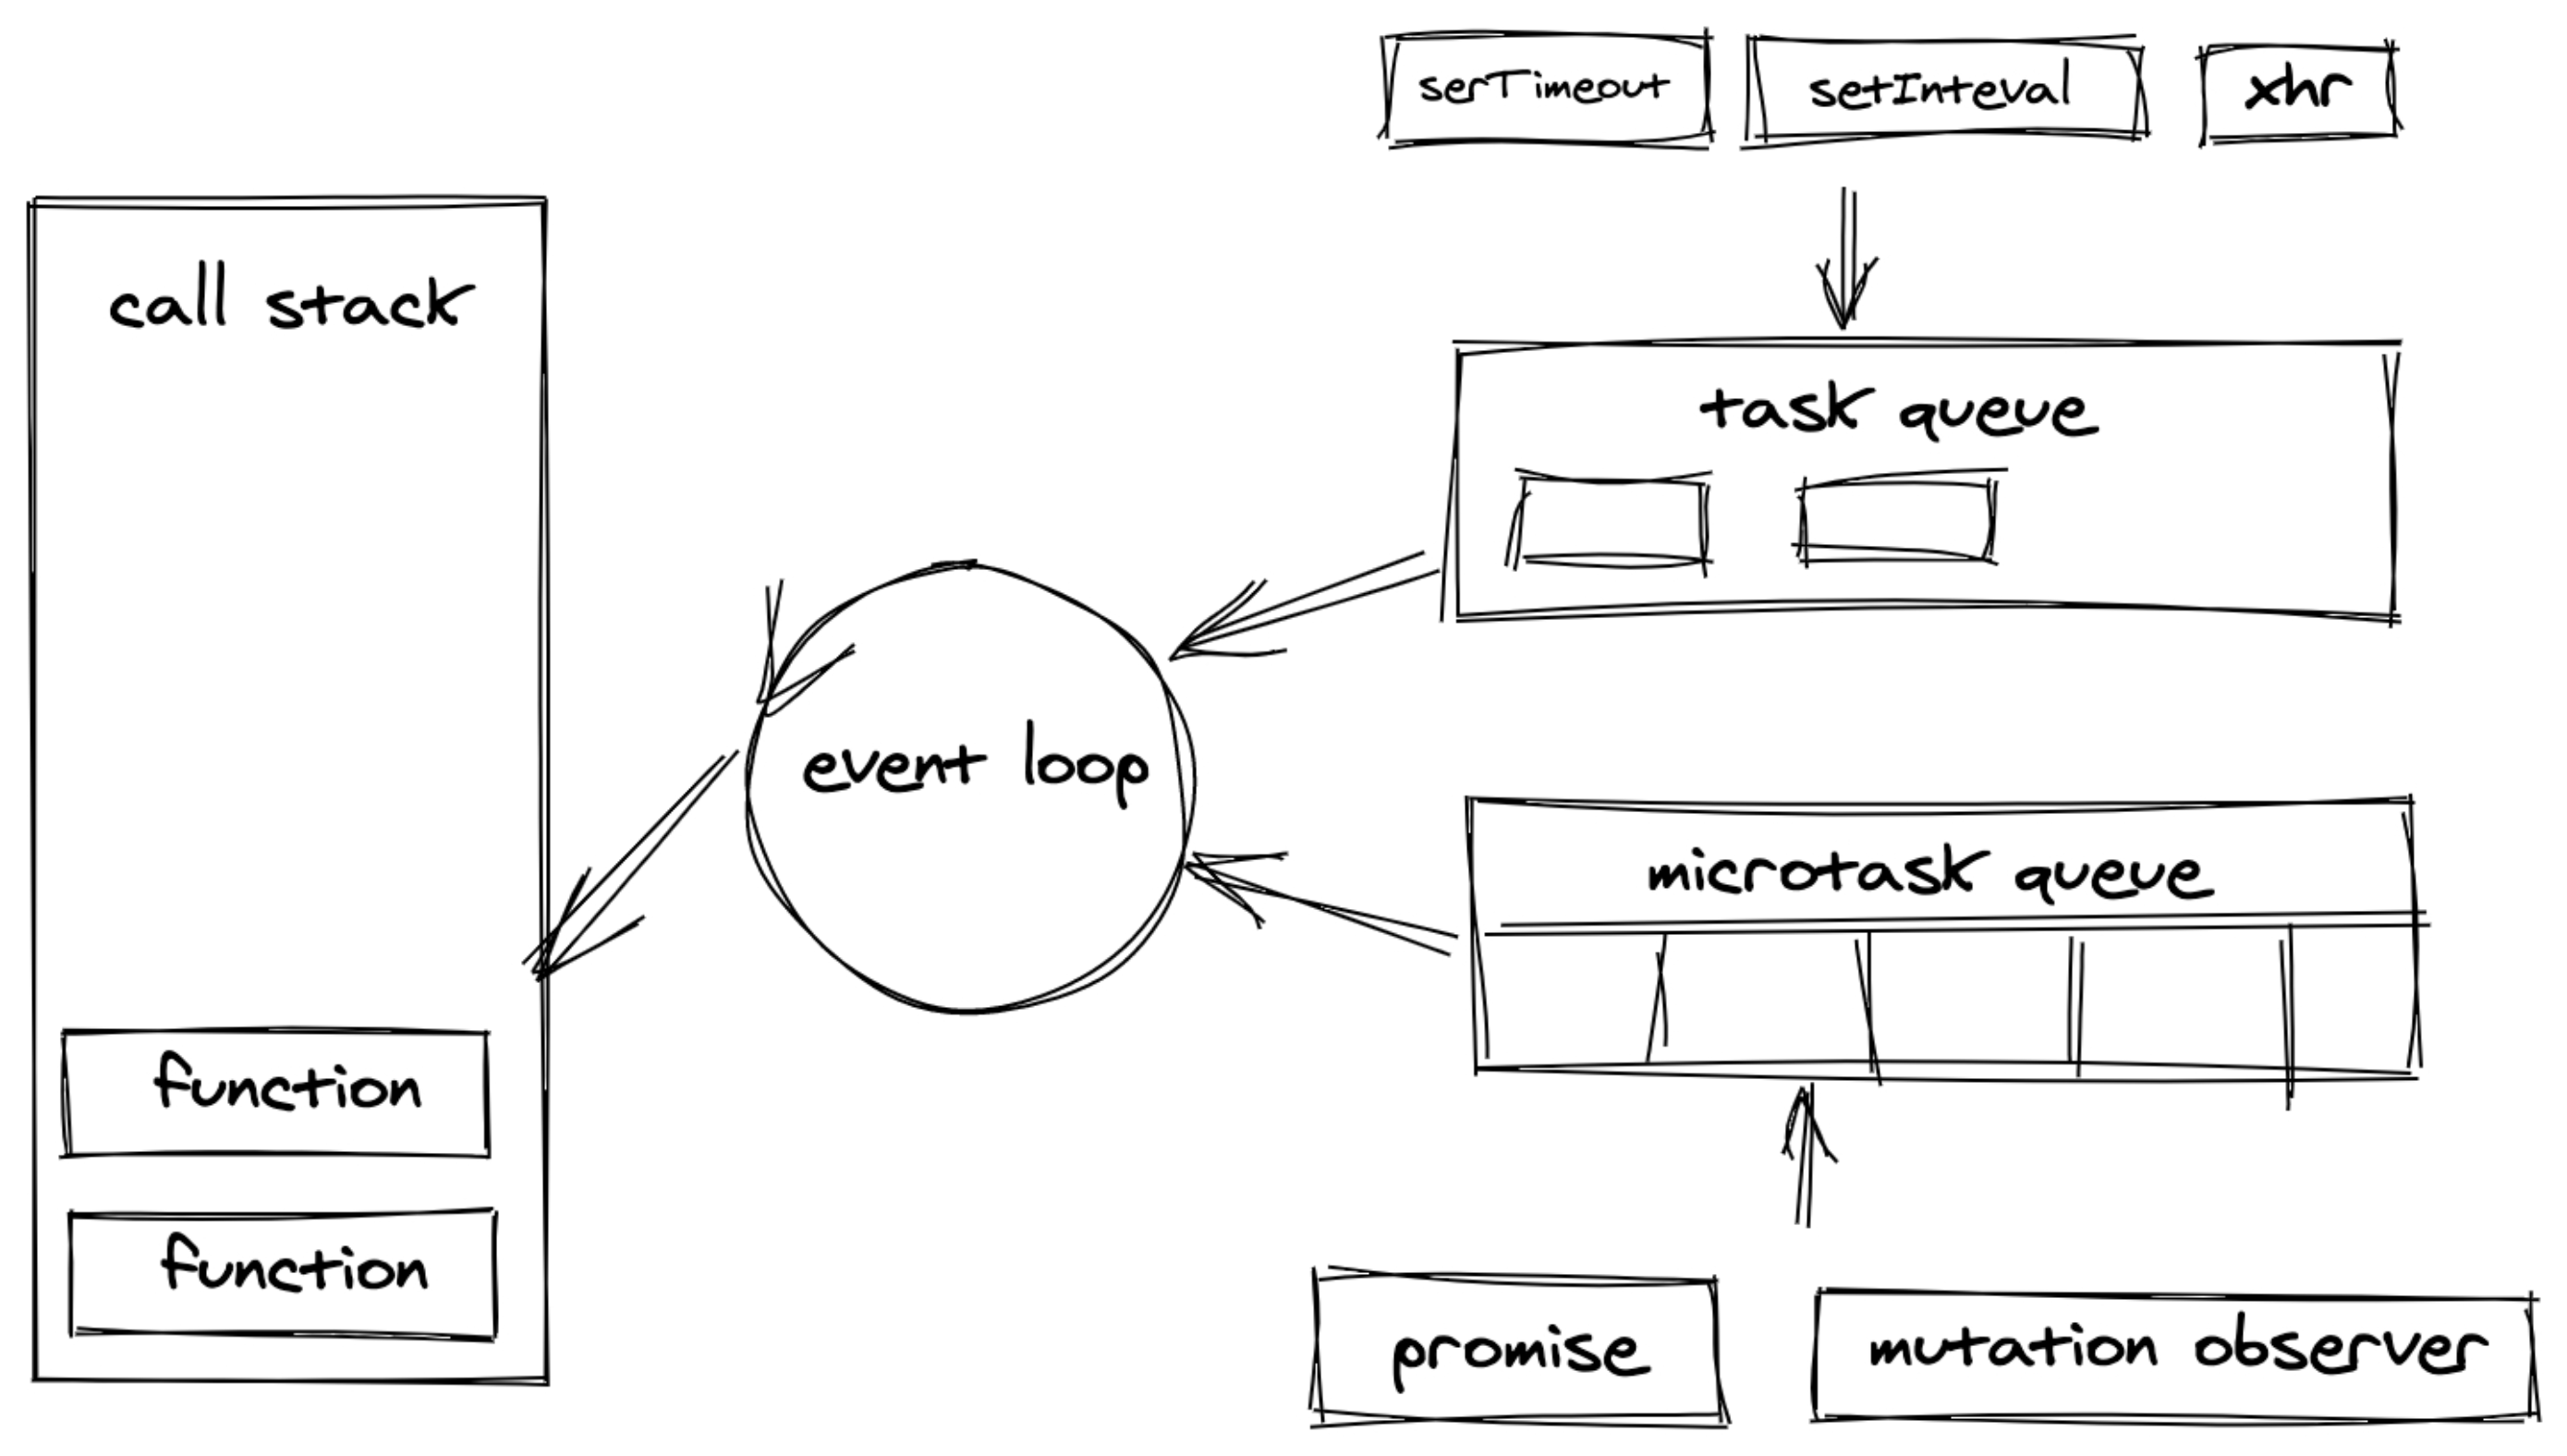 serTimeout
setInteval
xhr
call stack
task queue
event loop
microtask queue
function
function
promise
mutation observer